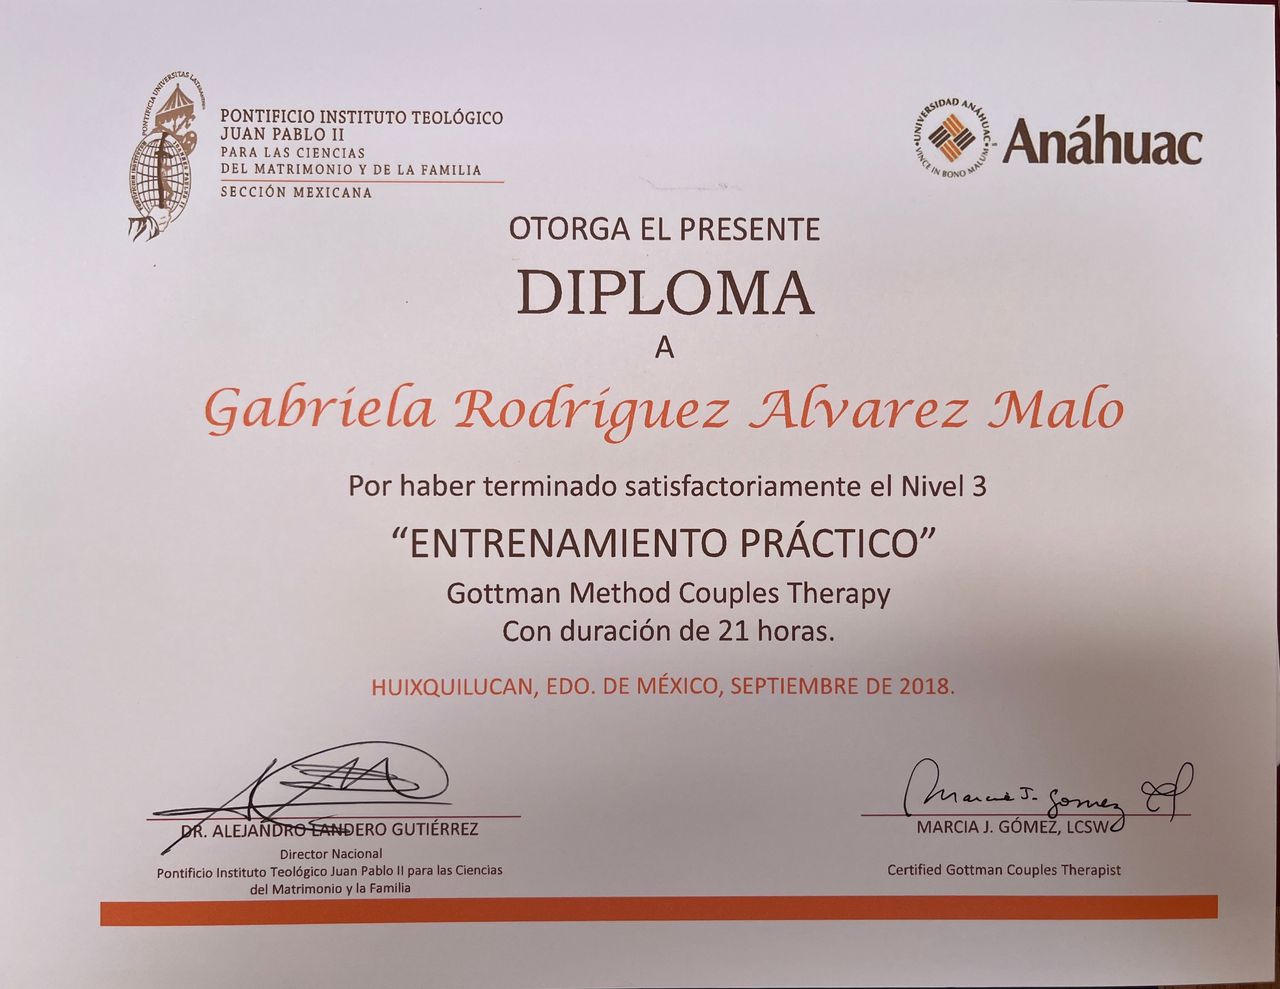 PONTIFICIO INSTITUTO TEOLÓGICO
JUAN PABLO II
PARA LAS CIENCIAS
DEL MATRIMONIO Y DE LA FAMILIA
SECCIÓN MEXICANA
UNIVERSIDAD ANÁHUAC
VINCE IN BONO MALUM
Anáhuac
OTORGA EL PRESENTE
DIPLOMA
A
Gabriela Rodríguez Alvarez Malo
Por haber terminado satisfactoriamente el Nivel 3
“ENTRENAMIENTO PRÁCTICO”
Gottman Method Couples Therapy
Con duración de 21 horas.
HUIXQUILUCAN, EDO. DE MÉXICO, SEPTIEMBRE DE 2018.
DR. ALEJANDRO LANDERO GUTIÉRREZ
Director Nacional
Pontificio Instituto Teológico Juan Pablo II para las Ciencias
del Matrimonio y la Familia
Marcia J. Gomez
MARCIA J. GÓMEZ, LCSW
Certified Gottman Couples Therapist